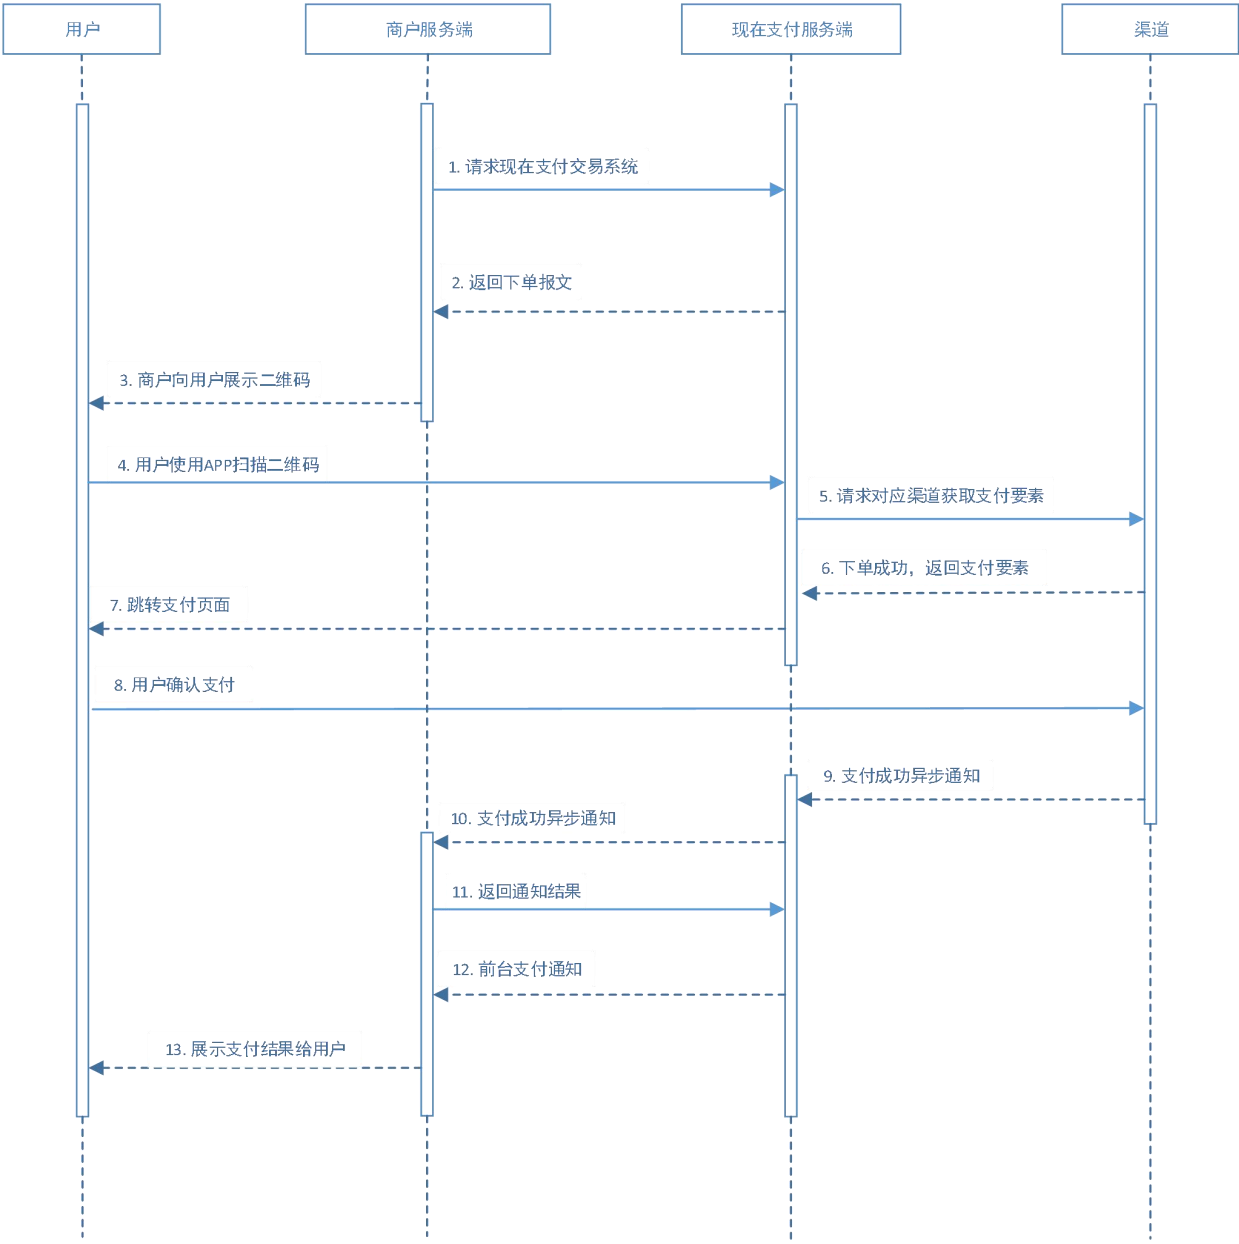 用户
商户服务端
现在支付服务端
渠道
1. 请求现在支付交易系统
2. 返回下单报文
3. 商户向用户展示二维码
4. 用户使用APP扫描二维码
5. 请求对应渠道获取支付要素
6. 下单成功，返回支付要素
7. 跳转支付页面
8. 用户确认支付
9. 支付成功异步通知
10. 支付成功异步通知
11. 返回通知结果
12. 前台支付通知
13. 展示支付结果给用户